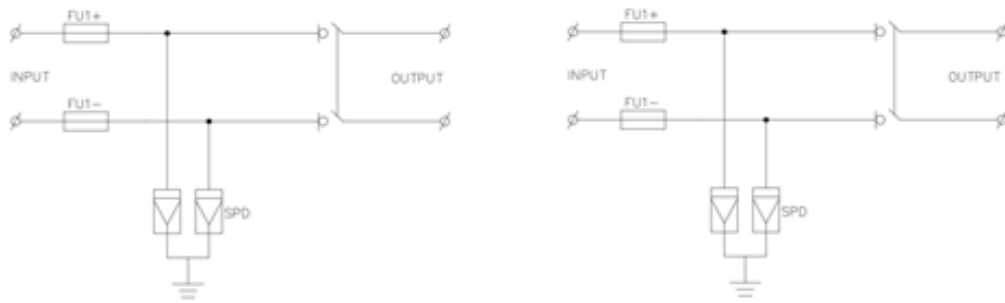 FU1+
INPUT
OUTPUT
FU1-
SPD
FU1+
INPUT
OUTPUT
FU1-
SPD